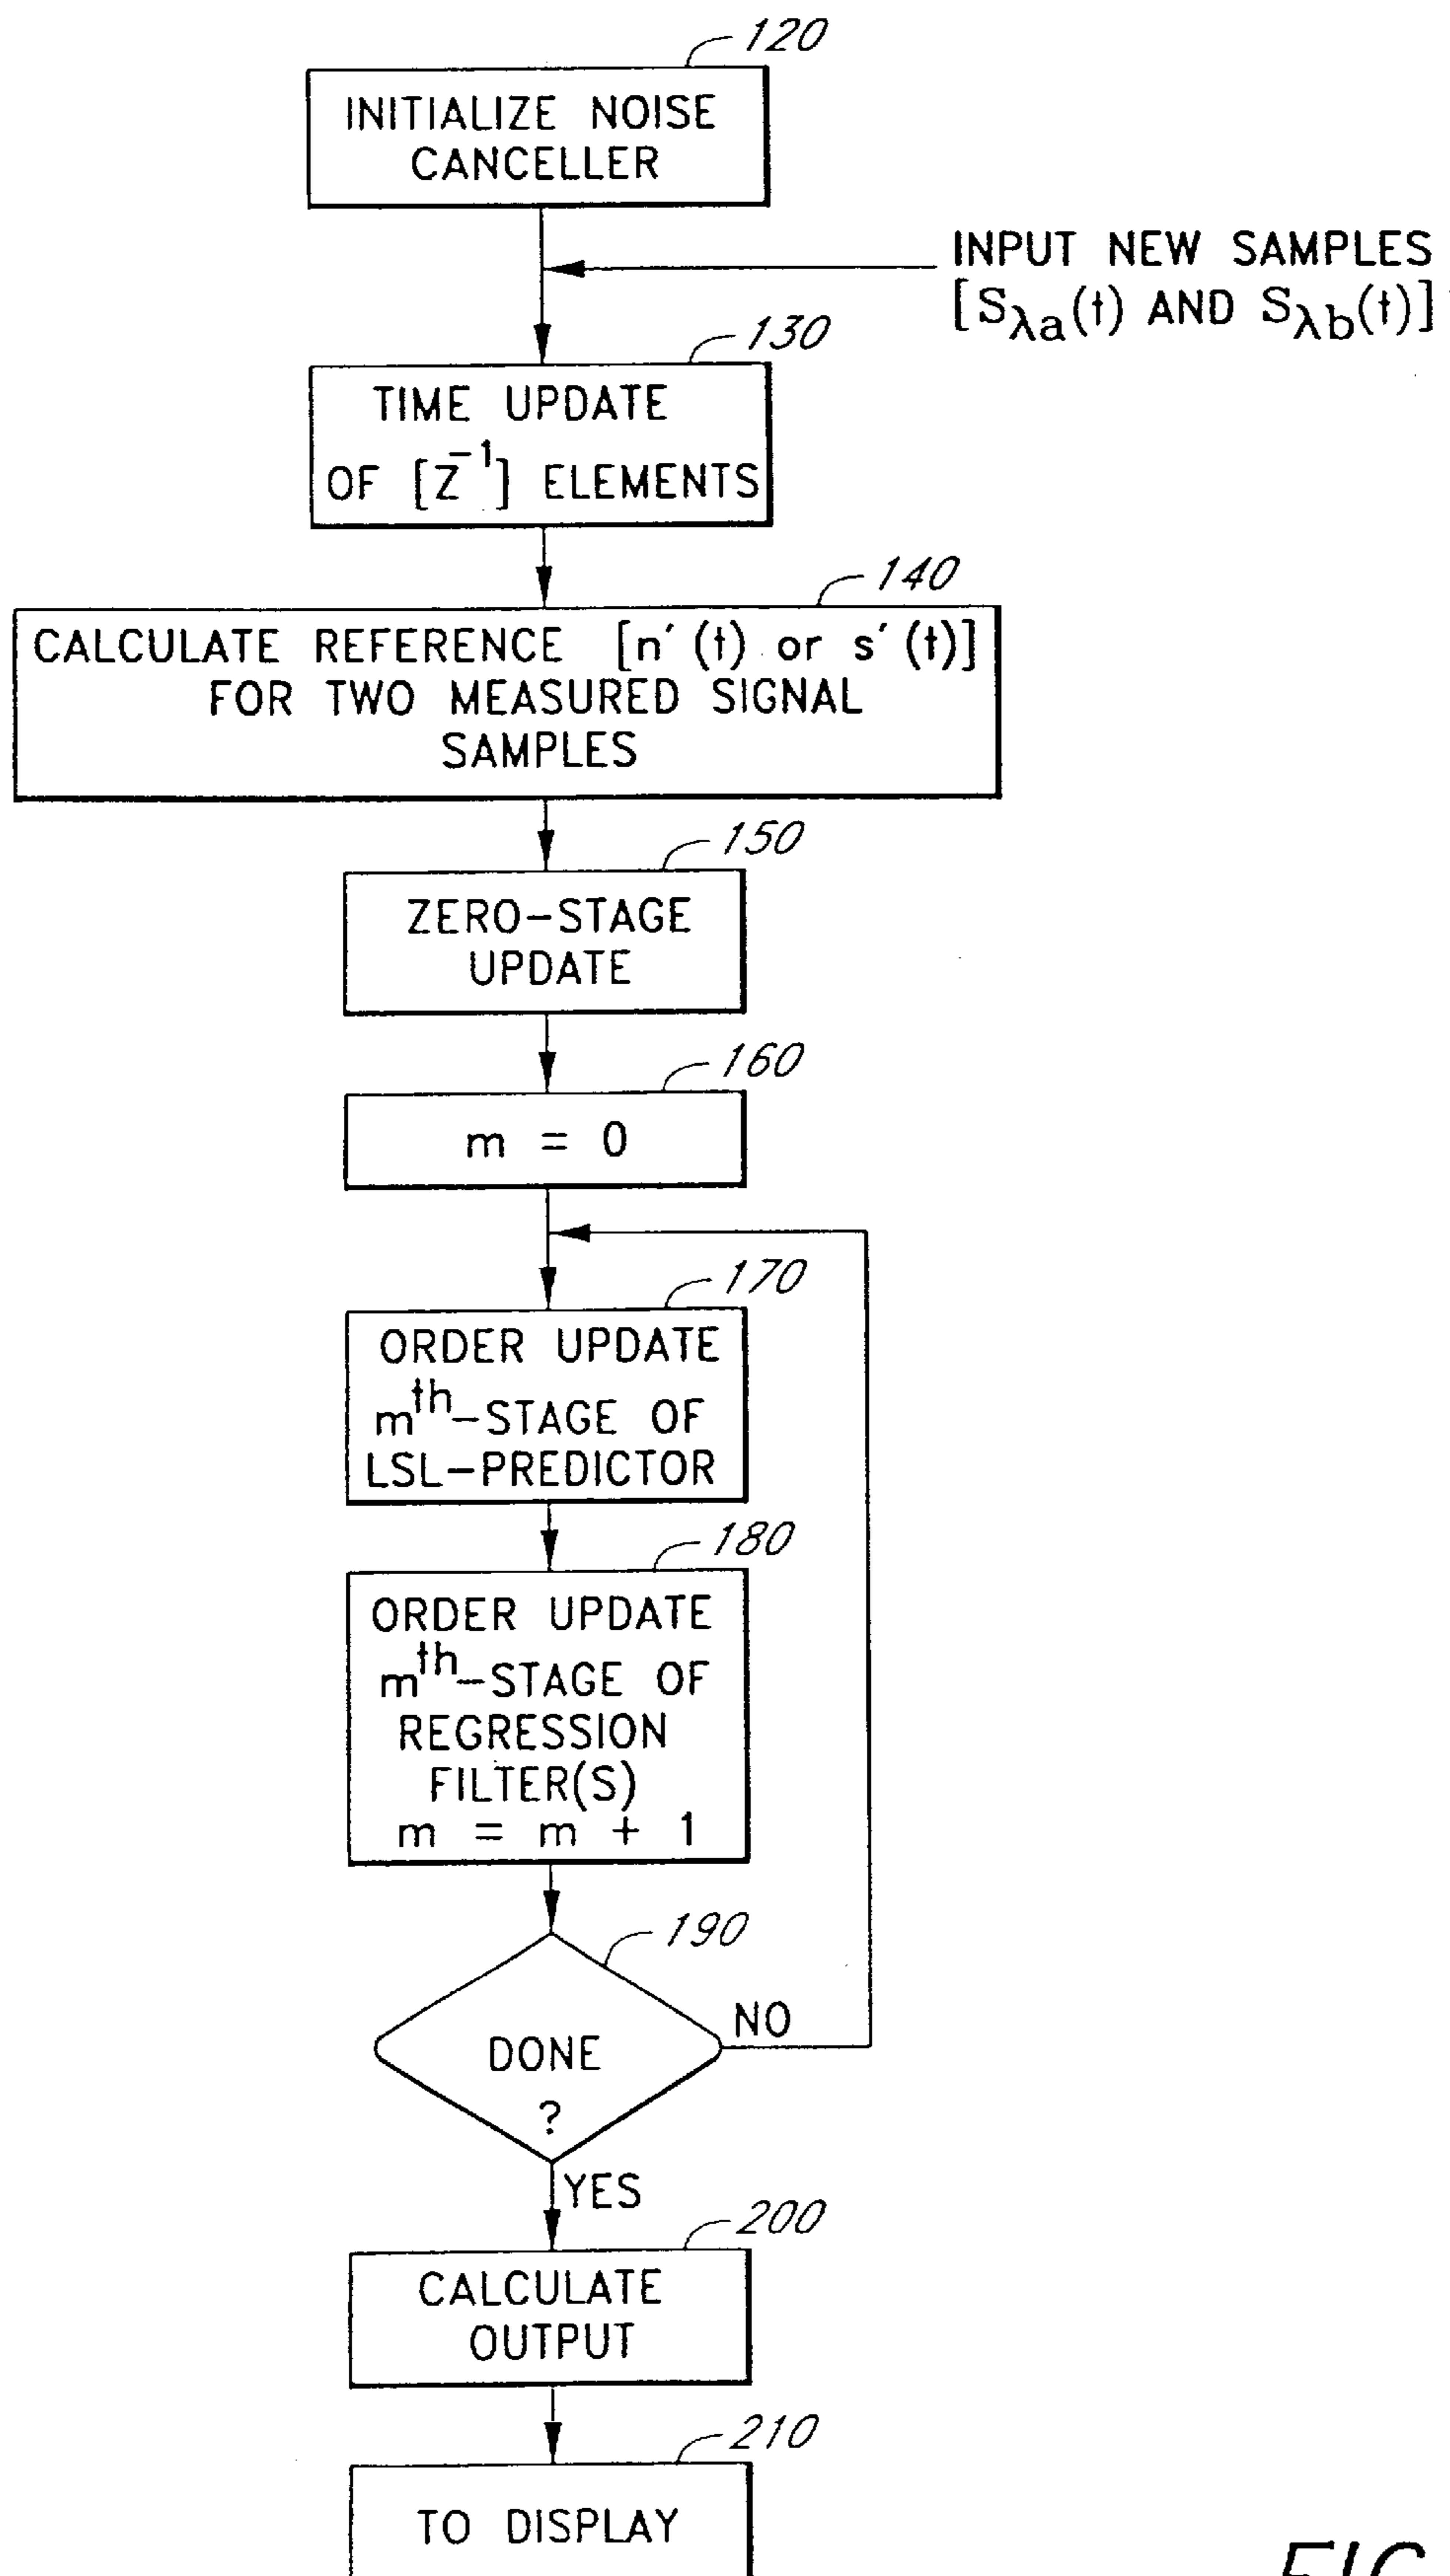 120
INITIALIZE NOISE
CANCELLER
INPUT NEW SAMPLES
[S_λa(t) AND S_λb(t)]
130
TIME UPDATE
OF [Z⁻¹] ELEMENTS
140
CALCULATE REFERENCE [n′(t) or s′(t)]
FOR TWO MEASURED SIGNAL
SAMPLES
150
ZERO-STAGE
UPDATE
160
m = 0
170
ORDER UPDATE
mᵗʰ-STAGE OF
LSL-PREDICTOR
180
ORDER UPDATE
mᵗʰ-STAGE OF
REGRESSION
FILTER(S)
m = m + 1
190
NO
DONE
?
YES
200
CALCULATE
OUTPUT
210
TO DISPLAY